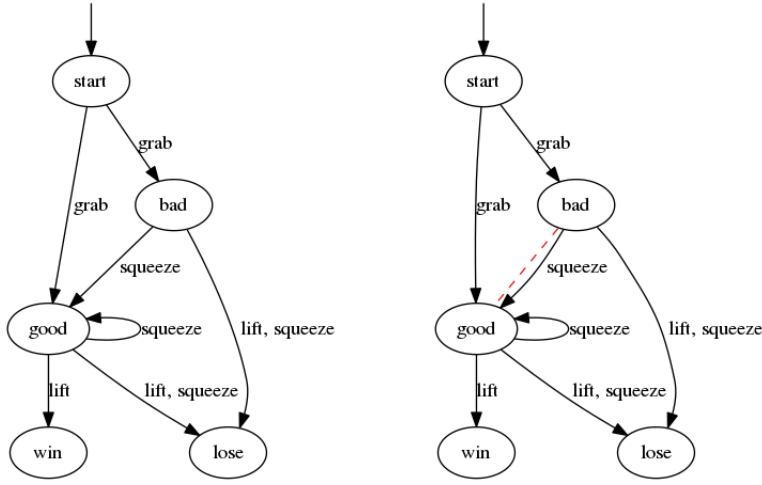 start
grab
grab
bad
squeeze
good
squeeze
lift, squeeze
lift
lift, squeeze
win
lose
start
grab
grab
bad
squeeze
good
squeeze
lift, squeeze
lift
lift, squeeze
win
lose